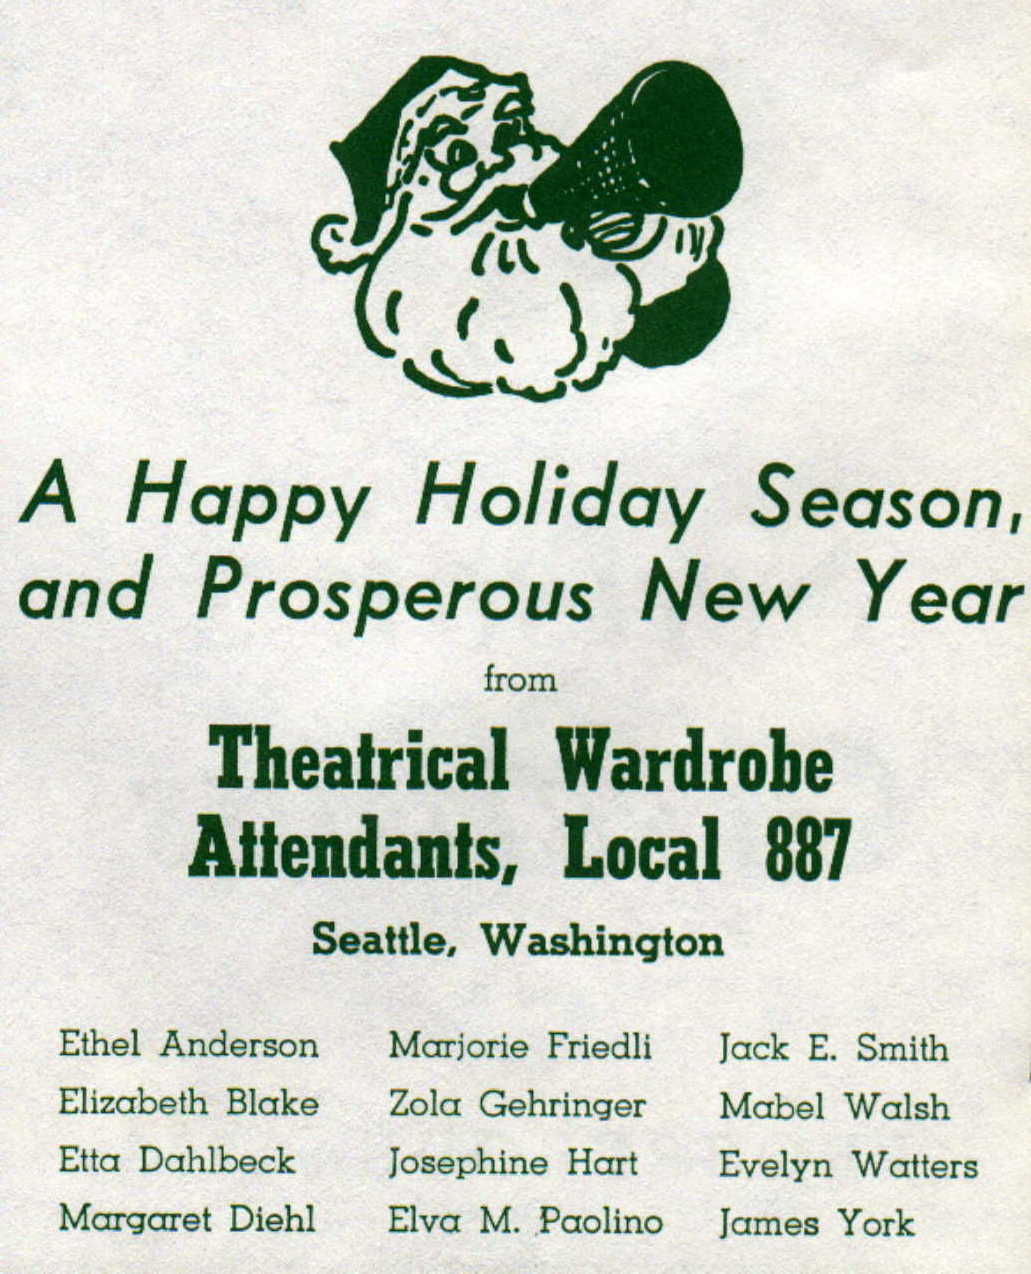 A Happy Holiday Season,
and Prosperous New Year
from
Theatrical Wardrobe
Attendants, Local 887
Seattle, Washington
Ethel Anderson
Elizabeth Blake
Etta Dahlbeck
Margaret Diehl
Marjorie Friedli
Zola Gehringer
Josephine Hart
Elva M. Paolino
Jack E. Smith
Mabel Walsh
Evelyn Watters
James York